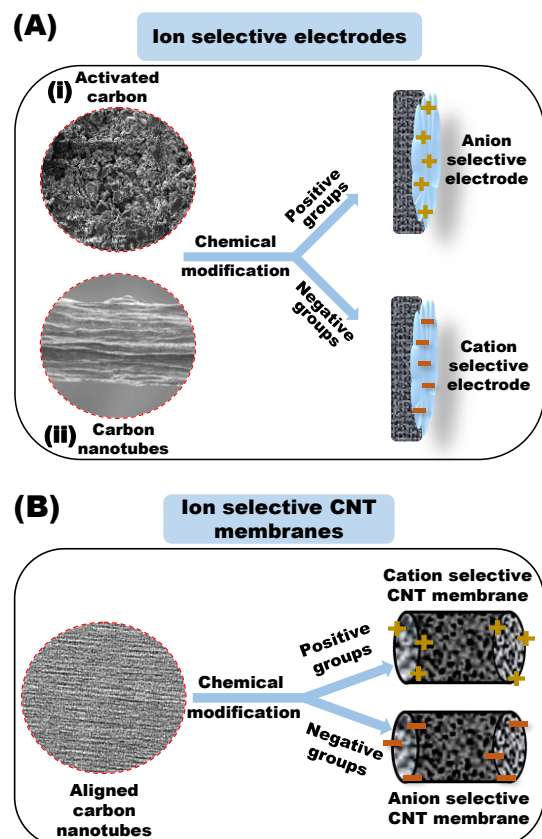 (A)
Ion selective electrodes
(i)
Activated
carbon
Chemical
modification
Positive
groups
Negative
groups
Anion
selective
electrode
Cation
selective
electrode
(ii)
Carbon
nanotubes
(B)
Ion selective CNT
membranes
Aligned
carbon
nanotubes
Chemical
modification
Positive
groups
Negative
groups
Cation selective
CNT membrane
Anion selective
CNT membrane